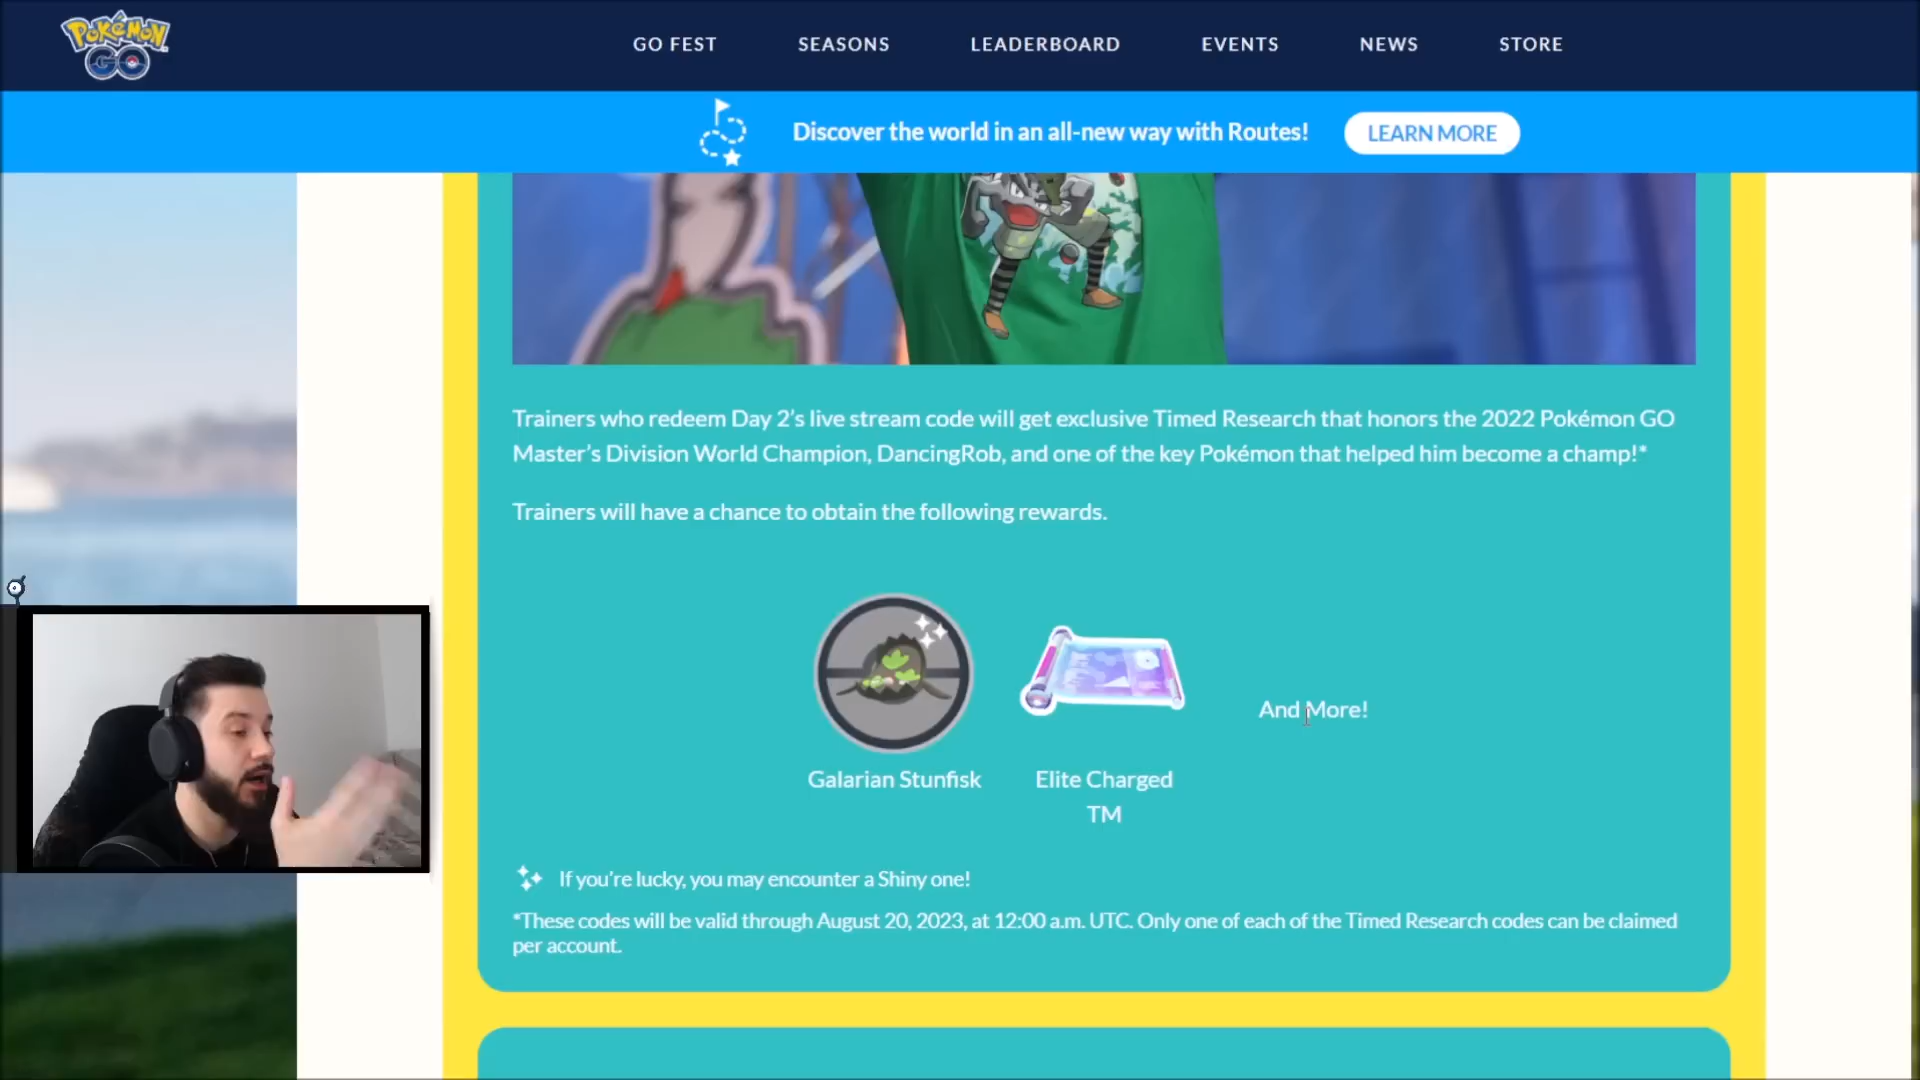 POKÉMON
GO
GO FEST SEASONS LEADERBOARD EVENTS NEWS STORE
Discover the world in an all-new way with Routes! LEARN MORE
Trainers who redeem Day 2's live stream code will get exclusive Timed Research that honors the 2022 Pokémon GO
Master's Division World Champion, DancingRob, and one of the key Pokémon that helped him become a champ!*
Trainers will have a chance to obtain the following rewards.
And More!
Galarian Stunfisk
Elite Charged
TM
If you're lucky, you may encounter a Shiny one!
*These codes will be valid through August 20, 2023, at 12:00 a.m. UTC. Only one of each of the Timed Research codes can be claimed
per account.